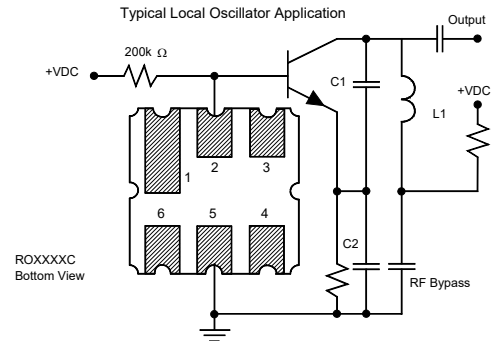 Typical Local Oscillator Application
Output
200k Ω
+VDC
C1
+VDC
L1
1
2
3
6
5
4
C2
ROXXXXC
Bottom View
RF Bypass